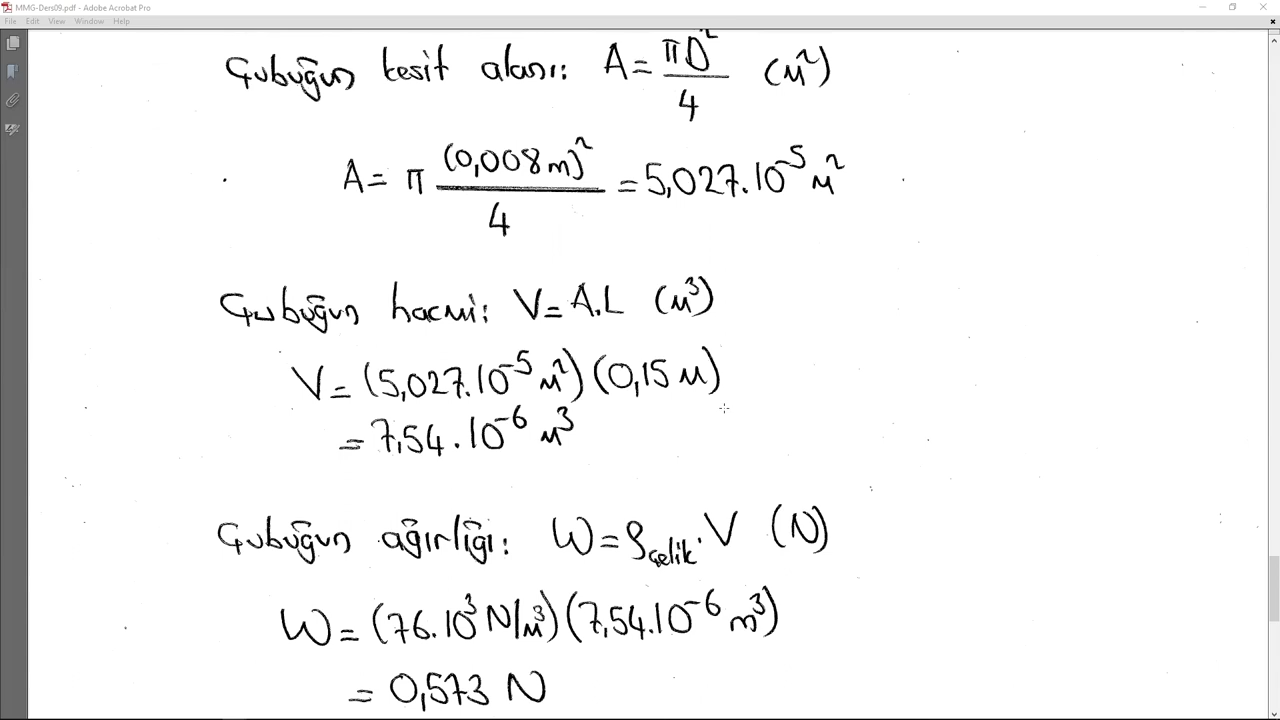 MMG-Ders09.pdf - Adobe Acrobat Pro
File Edit View Window Help
Çubuğun kesit alanı: A = πD²/4 (m²)
A = π (0,008 m)²/4 = 5,027.10⁻⁵ m²
Çubuğun hacmi: V = A.L (m³)
V = (5,027.10⁻⁵ m²) (0,15 m)
= 7,54.10⁻⁶ m³
Çubuğun ağırlığı: W = ρçelik . V (N)
W = (76.10³ N/m³) (7,54.10⁻⁶ m³)
= 0,573 N